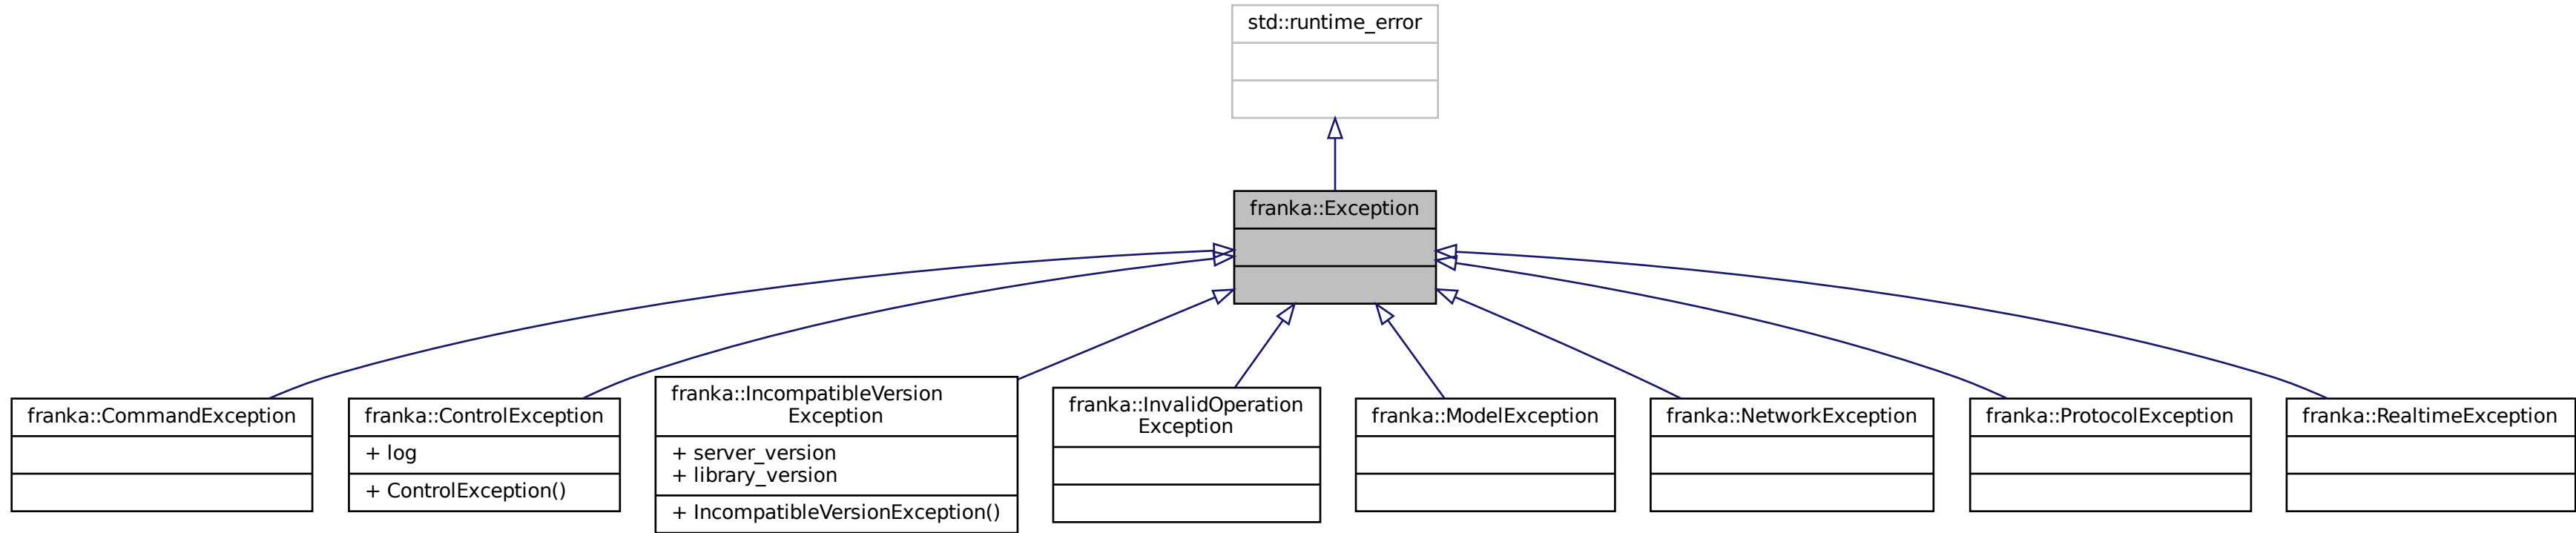 std::runtime_error
franka::Exception
franka::CommandException
franka::ControlException
+ log
+ ControlException()
franka::IncompatibleVersion
Exception
+ server_version
+ library_version
+ IncompatibleVersionException()
franka::InvalidOperation
Exception
franka::ModelException
franka::NetworkException
franka::ProtocolException
franka::RealtimeException